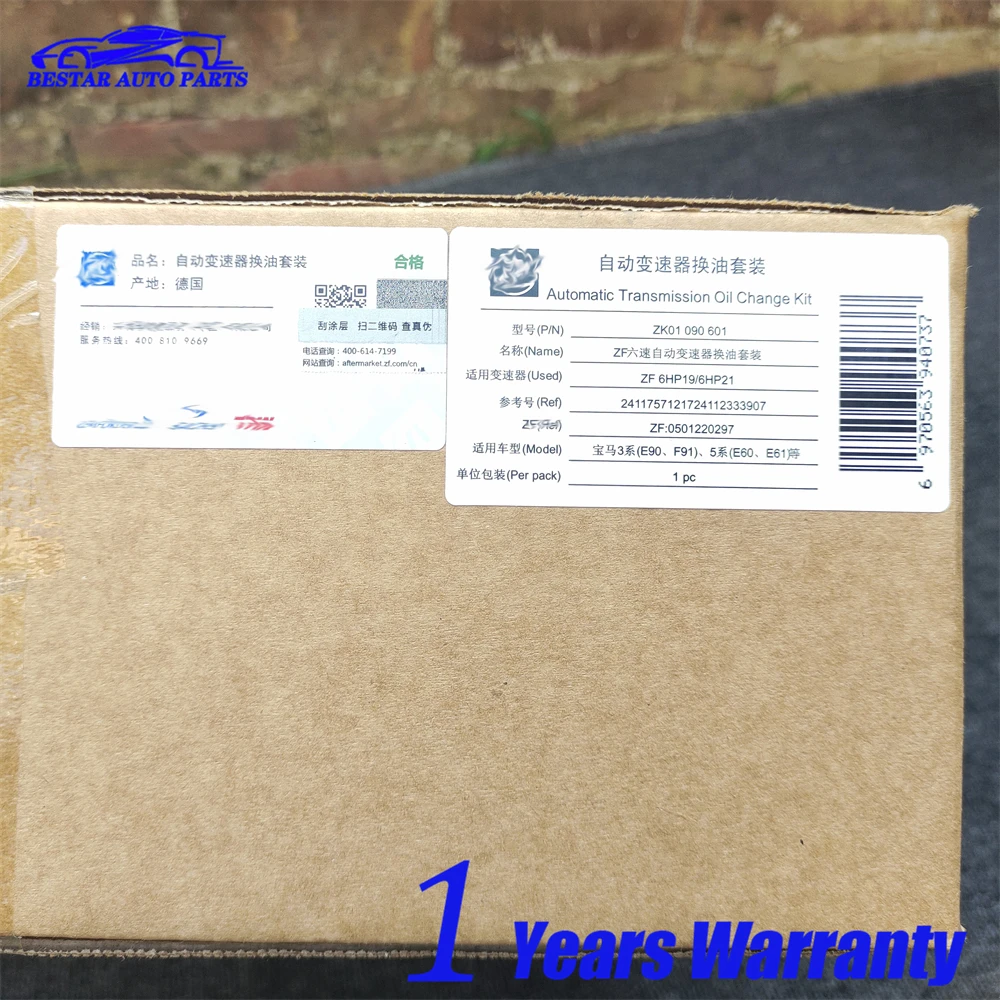 BESTAR AUTO PARTS
品名：自动变速器换油套装
合格
产地：德国
经销：
服务热线：400 810 9669
刮涂层 扫二维码 查真伪
电话查询：400-614-7199
网站查询：aftermarket.zf.com/cn
自动变速器换油套装
Automatic Transmission Oil Change Kit
型号(P/N) ZK01 090 601
名称(Name) ZF六速自动变速器换油套装
适用变速器(Used) ZF 6HP19/6HP21
参考号(Ref) 2411757121724112333907
ZF:0501220297
适用车型(Model) 宝马3系(E90、F91)、5系(E60、E61)等
单位包装(Per pack) 1 pc
6 970563 940737
1 Years Warranty